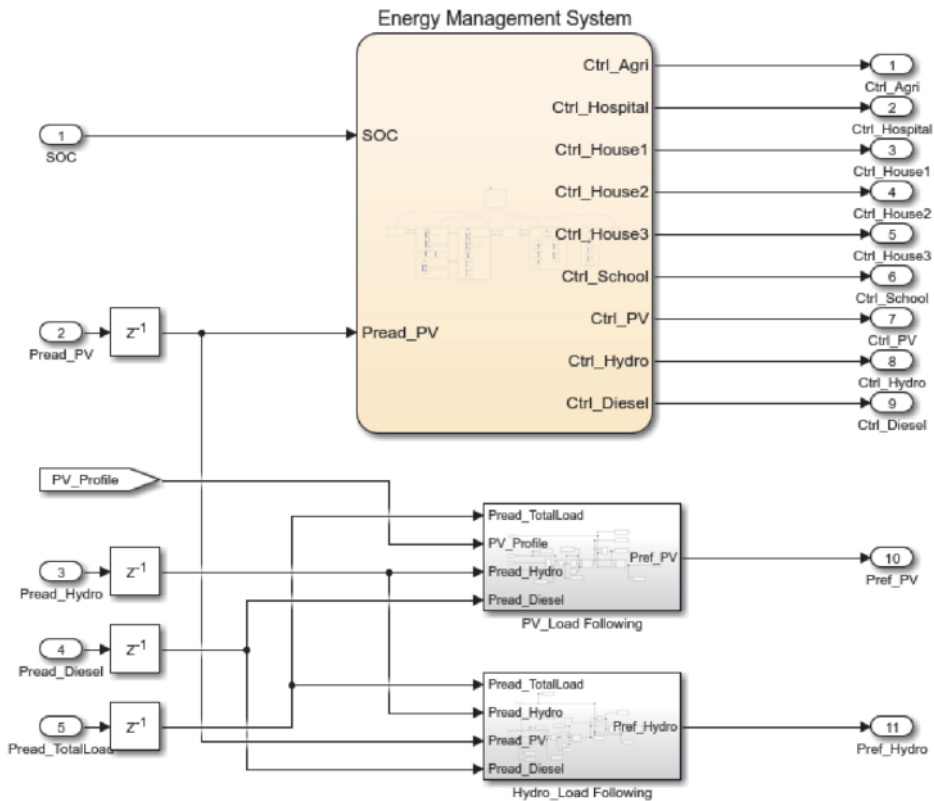 Energy Management System
Ctrl_Agri
1
Ctrl_Agri
Ctrl_Hospital
2
Ctrl_Hospital
1
SOC
SOC
Ctrl_House1
3
Ctrl_House1
Ctrl_House2
4
Ctrl_House2
Ctrl_House3
5
Ctrl_House3
Ctrl_School
6
Ctrl_School
2
Pread_PV
z-1
Pread_PV
Ctrl_PV
7
Ctrl_PV
Ctrl_Hydro
8
Ctrl_Hydro
Ctrl_Diesel
9
Ctrl_Diesel
PV_Profile
3
Pread_Hydro
z-1
4
Pread_Diesel
z-1
5
Pread_TotalLoad
z-1
Pread_TotalLoad
PV_Profile
Pread_Hydro
Pread_Diesel
Pref_PV
PV_Load Following
10
Pref_PV
Pread_TotalLoad
Pread_Hydro
Pread_PV
Pread_Diesel
Pref_Hydro
Hydro_Load Following
11
Pref_Hydro